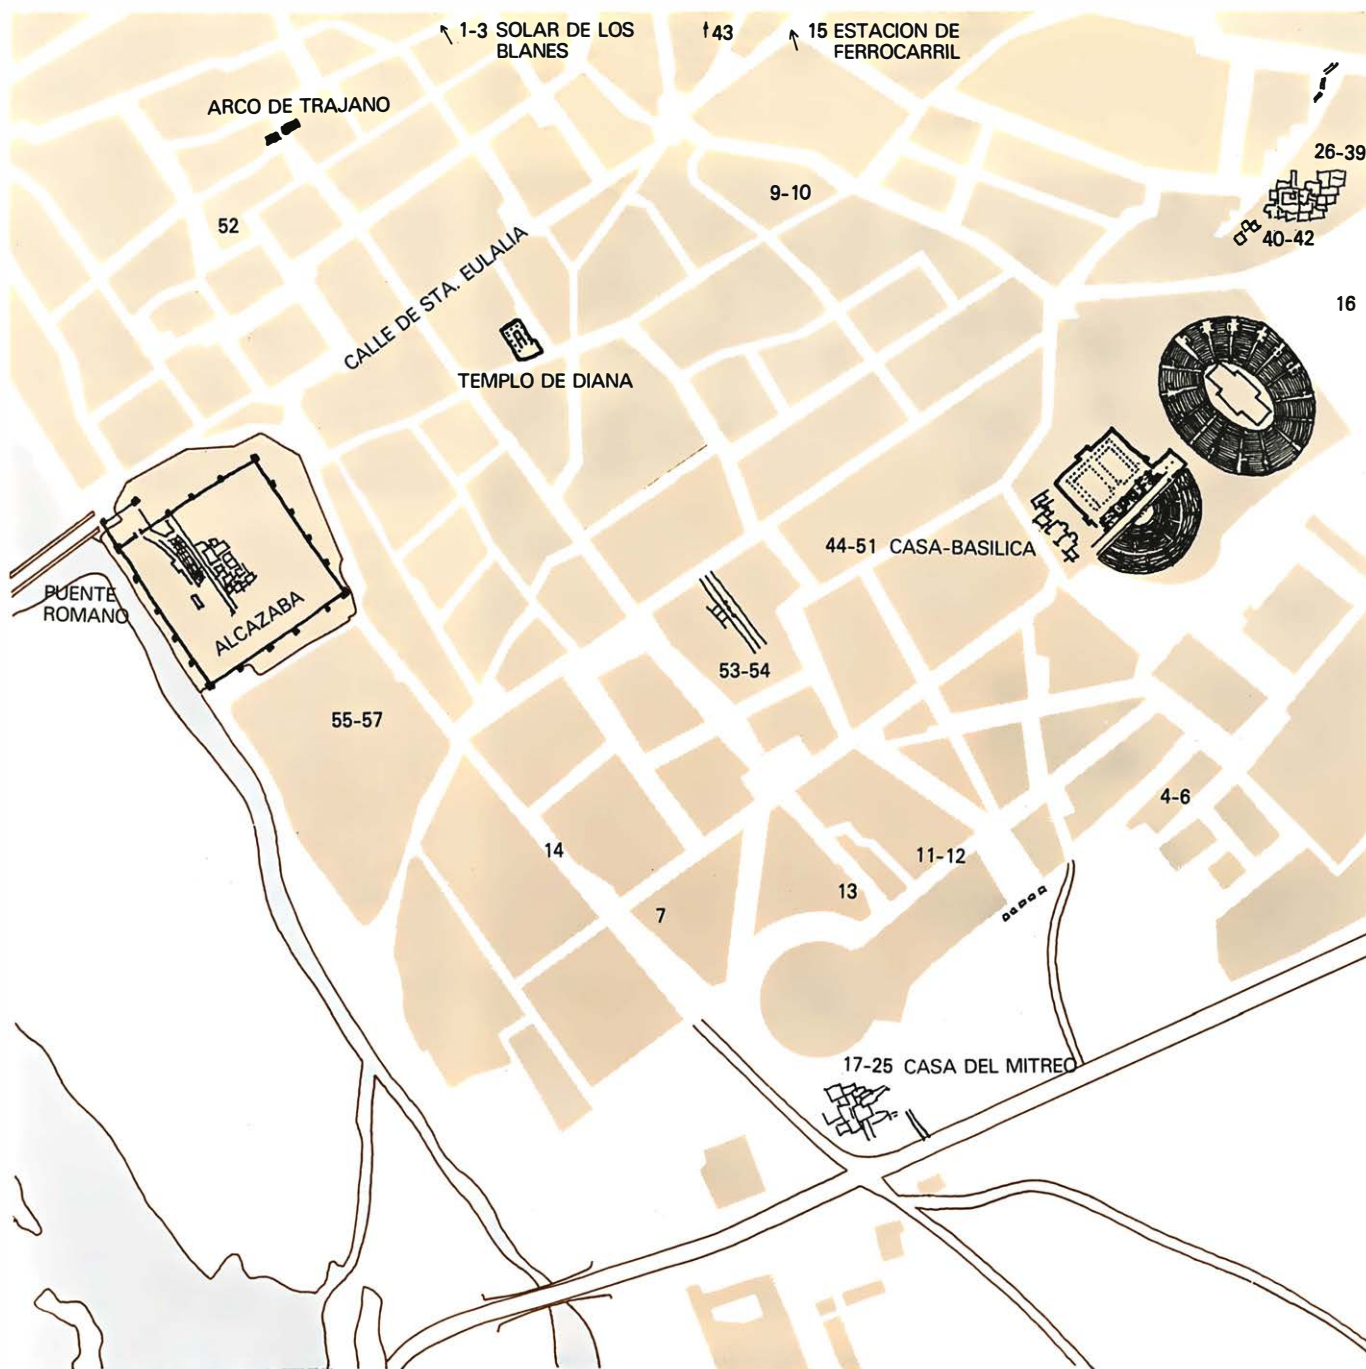 1-3 SOLAR DE LOS
BLANES
43
15 ESTACION DE
FERROCARRIL
ARCO DE TRAJANO
26-39
9-10
52
40-42
CALLE DE STA. EULALIA
16
TEMPLO DE DIANA
44-51 CASA-BASILICA
PUENTE
ROMANO
ALCAZABA
53-54
55-57
4-6
14
11-12
13
7
17-25 CASA DEL MITREO